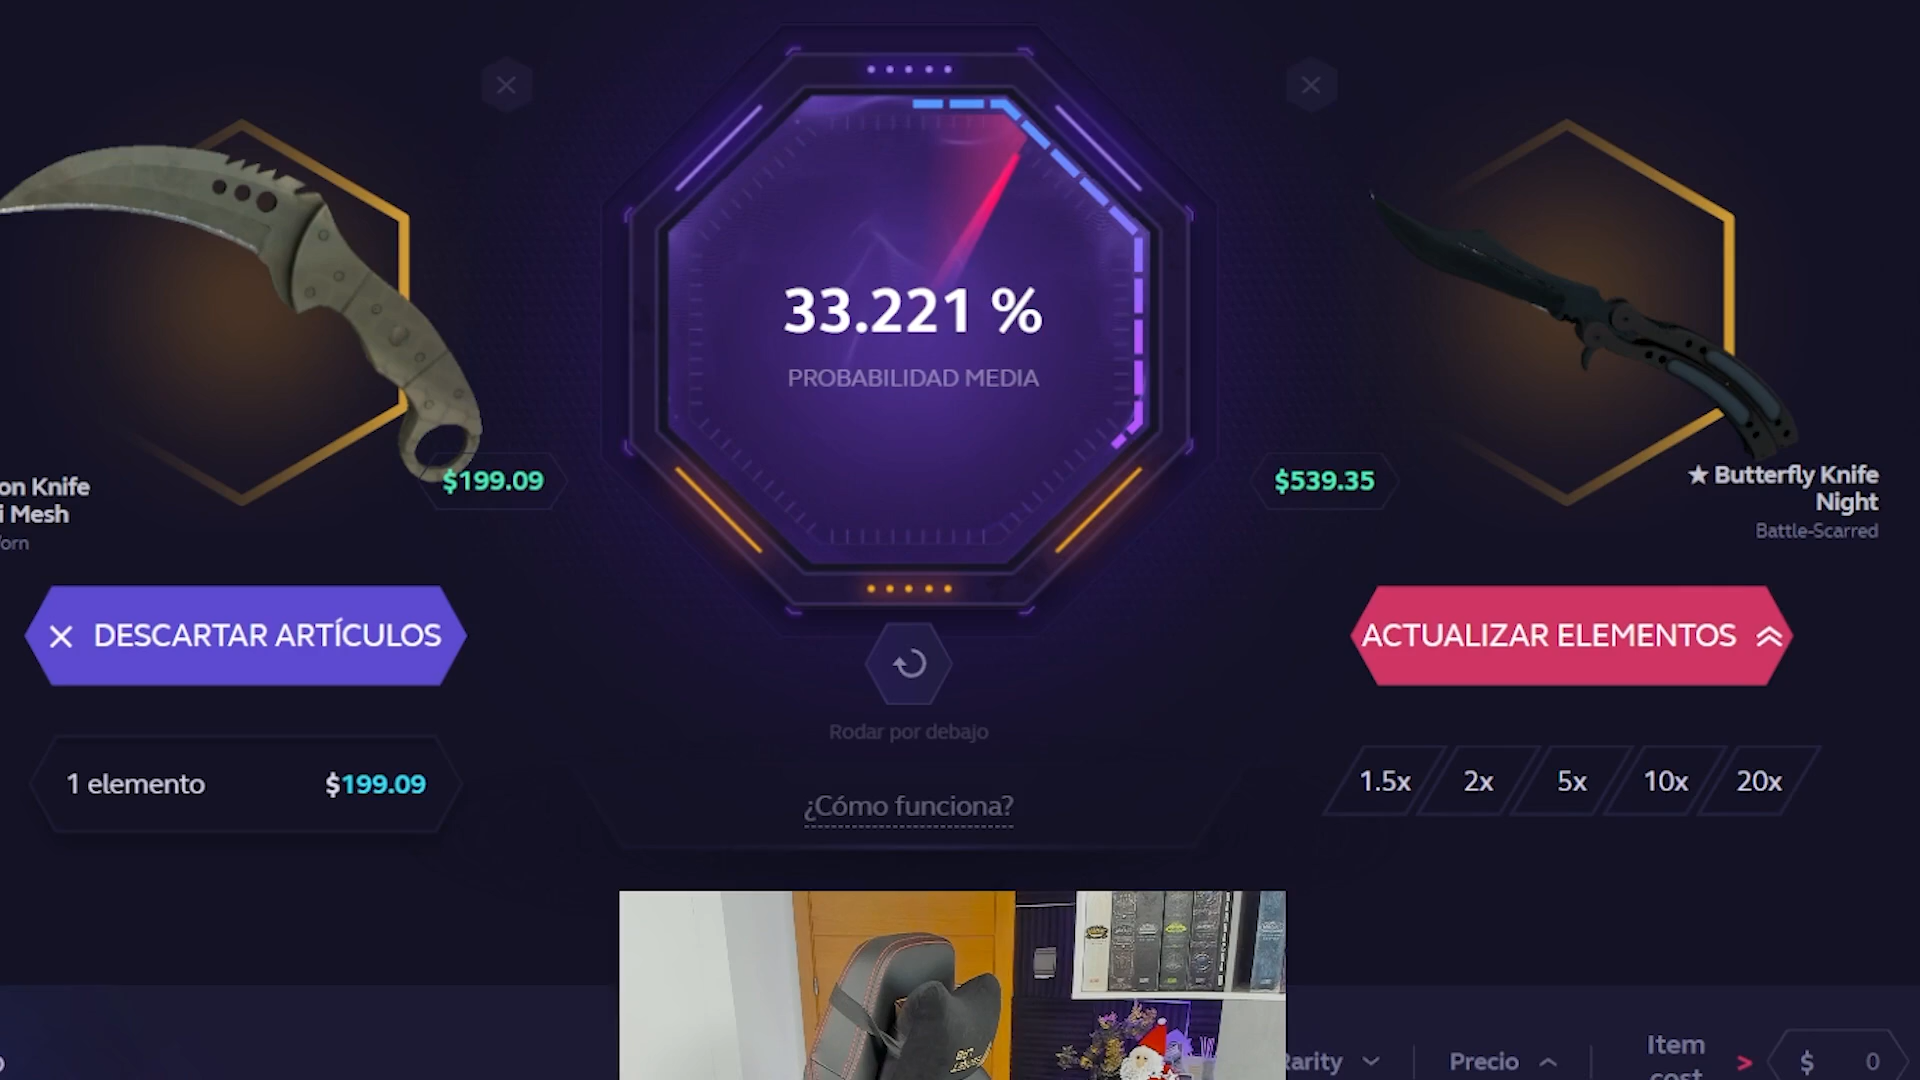 33.221 %
PROBABILIDAD MEDIA
on Knife
i Mesh
orn
$199.09
$539.35
★ Butterfly Knife
Night
Battle-Scarred
DESCARTAR ARTÍCULOS
ACTUALIZAR ELEMENTOS
Rodar por debajo
1 elemento $199.09
1.5x 2x 5x 10x 20x
¿Cómo funciona?
Rarity Precio Item
cost
$ 0